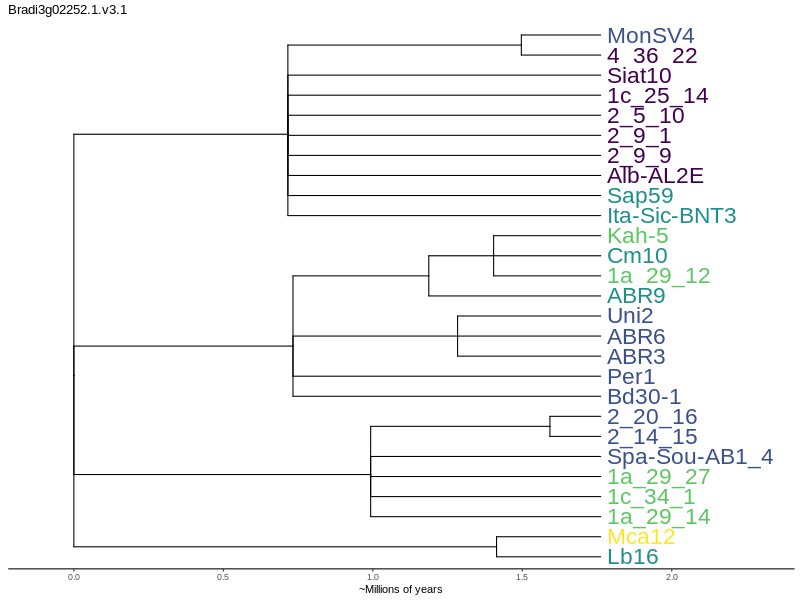 Bradi3g02252.1.v3.1
MonSV4
4_36_22
Siat10
1c_25_14
2_5_10
2_9_1
2_9_9
Alb-AL2E
Sap59
Ita-Sic-BNT3
Kah-5
Cm10
1a_29_12
ABR9
Uni2
ABR6
ABR3
Per1
Bd30-1
2_20_16
2_14_15
Spa-Sou-AB1_4
1a_29_27
1c_34_1
1a_29_14
Mca12
Lb16
0.0 0.5 1.0 1.5 2.0
~Millions of years